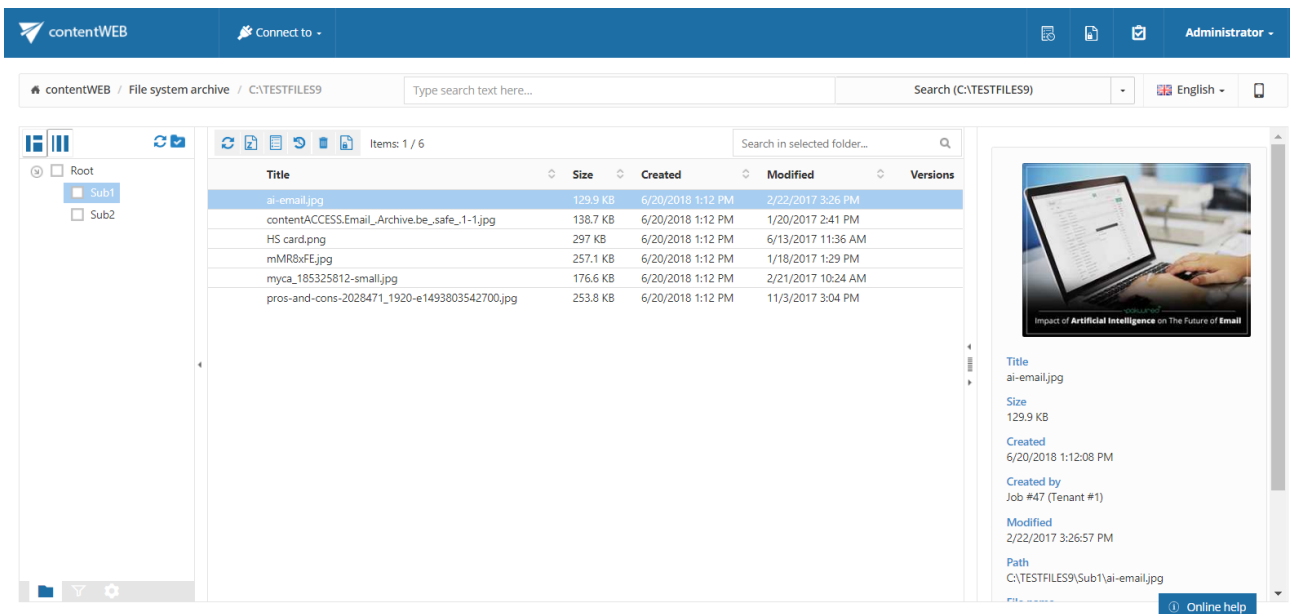 contentWEB
Connect to
Administrator
contentWEB / File system archive / C:\TESTFILES9
Type search text here...
Search (C:\TESTFILES9)
English
Items: 1 / 6
Search in selected folder...
Root
Sub1
Sub2
Title Size Created Modified Versions
ai-email.jpg 129.9 KB 6/20/2018 1:12 PM 2/22/2017 3:26 PM
contentACCESS.Email_Archive.be_.safe_.1-1.jpg 138.7 KB 6/20/2018 1:12 PM 1/20/2017 2:41 PM
HS card.png 297 KB 6/20/2018 1:12 PM 6/13/2017 11:36 AM
mMR8xFE.jpg 257.1 KB 6/20/2018 1:12 PM 1/18/2017 1:29 PM
myca_185325812-small.jpg 176.6 KB 6/20/2018 1:12 PM 2/21/2017 10:24 AM
pros-and-cons-2028471_1920-e1493803542700.jpg 253.8 KB 6/20/2018 1:12 PM 11/3/2017 3:04 PM
Impact of Artificial Intelligence on The Future of Email
Title
ai-email.jpg
Size
129.9 KB
Created
6/20/2018 1:12:08 PM
Created by
Job #47 (Tenant #1)
Modified
2/22/2017 3:26:57 PM
Path
C:\TESTFILES9\Sub1\ai-email.jpg
File name
Online help